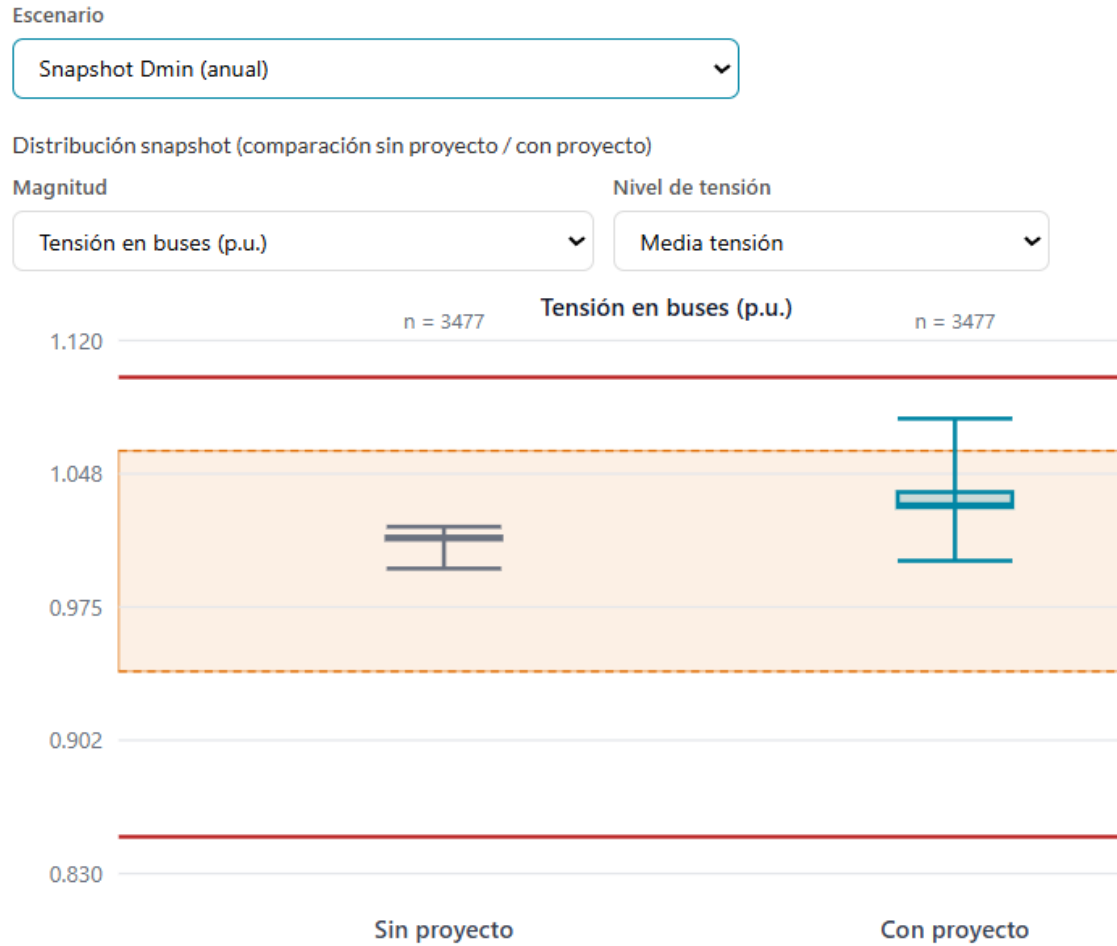 Escenario
Snapshot Dmin (anual)
Distribución snapshot (comparación sin proyecto / con proyecto)
Magnitud
Nivel de tensión
Tensión en buses (p.u.)
Media tensión
Tensión en buses (p.u.)
n = 3477
n = 3477
1.120
1.048
0.975
0.902
0.830
Sin proyecto
Con proyecto